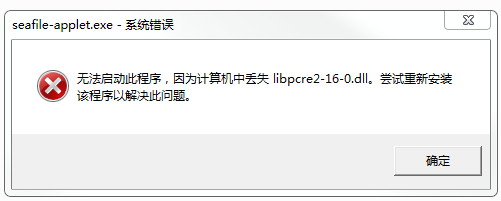 seafile-applet.exe - 系统错误
无法启动此程序，因为计算机中丢失 libpcre2-16-0.dll。尝试重新安装
该程序以解决此问题。
确定